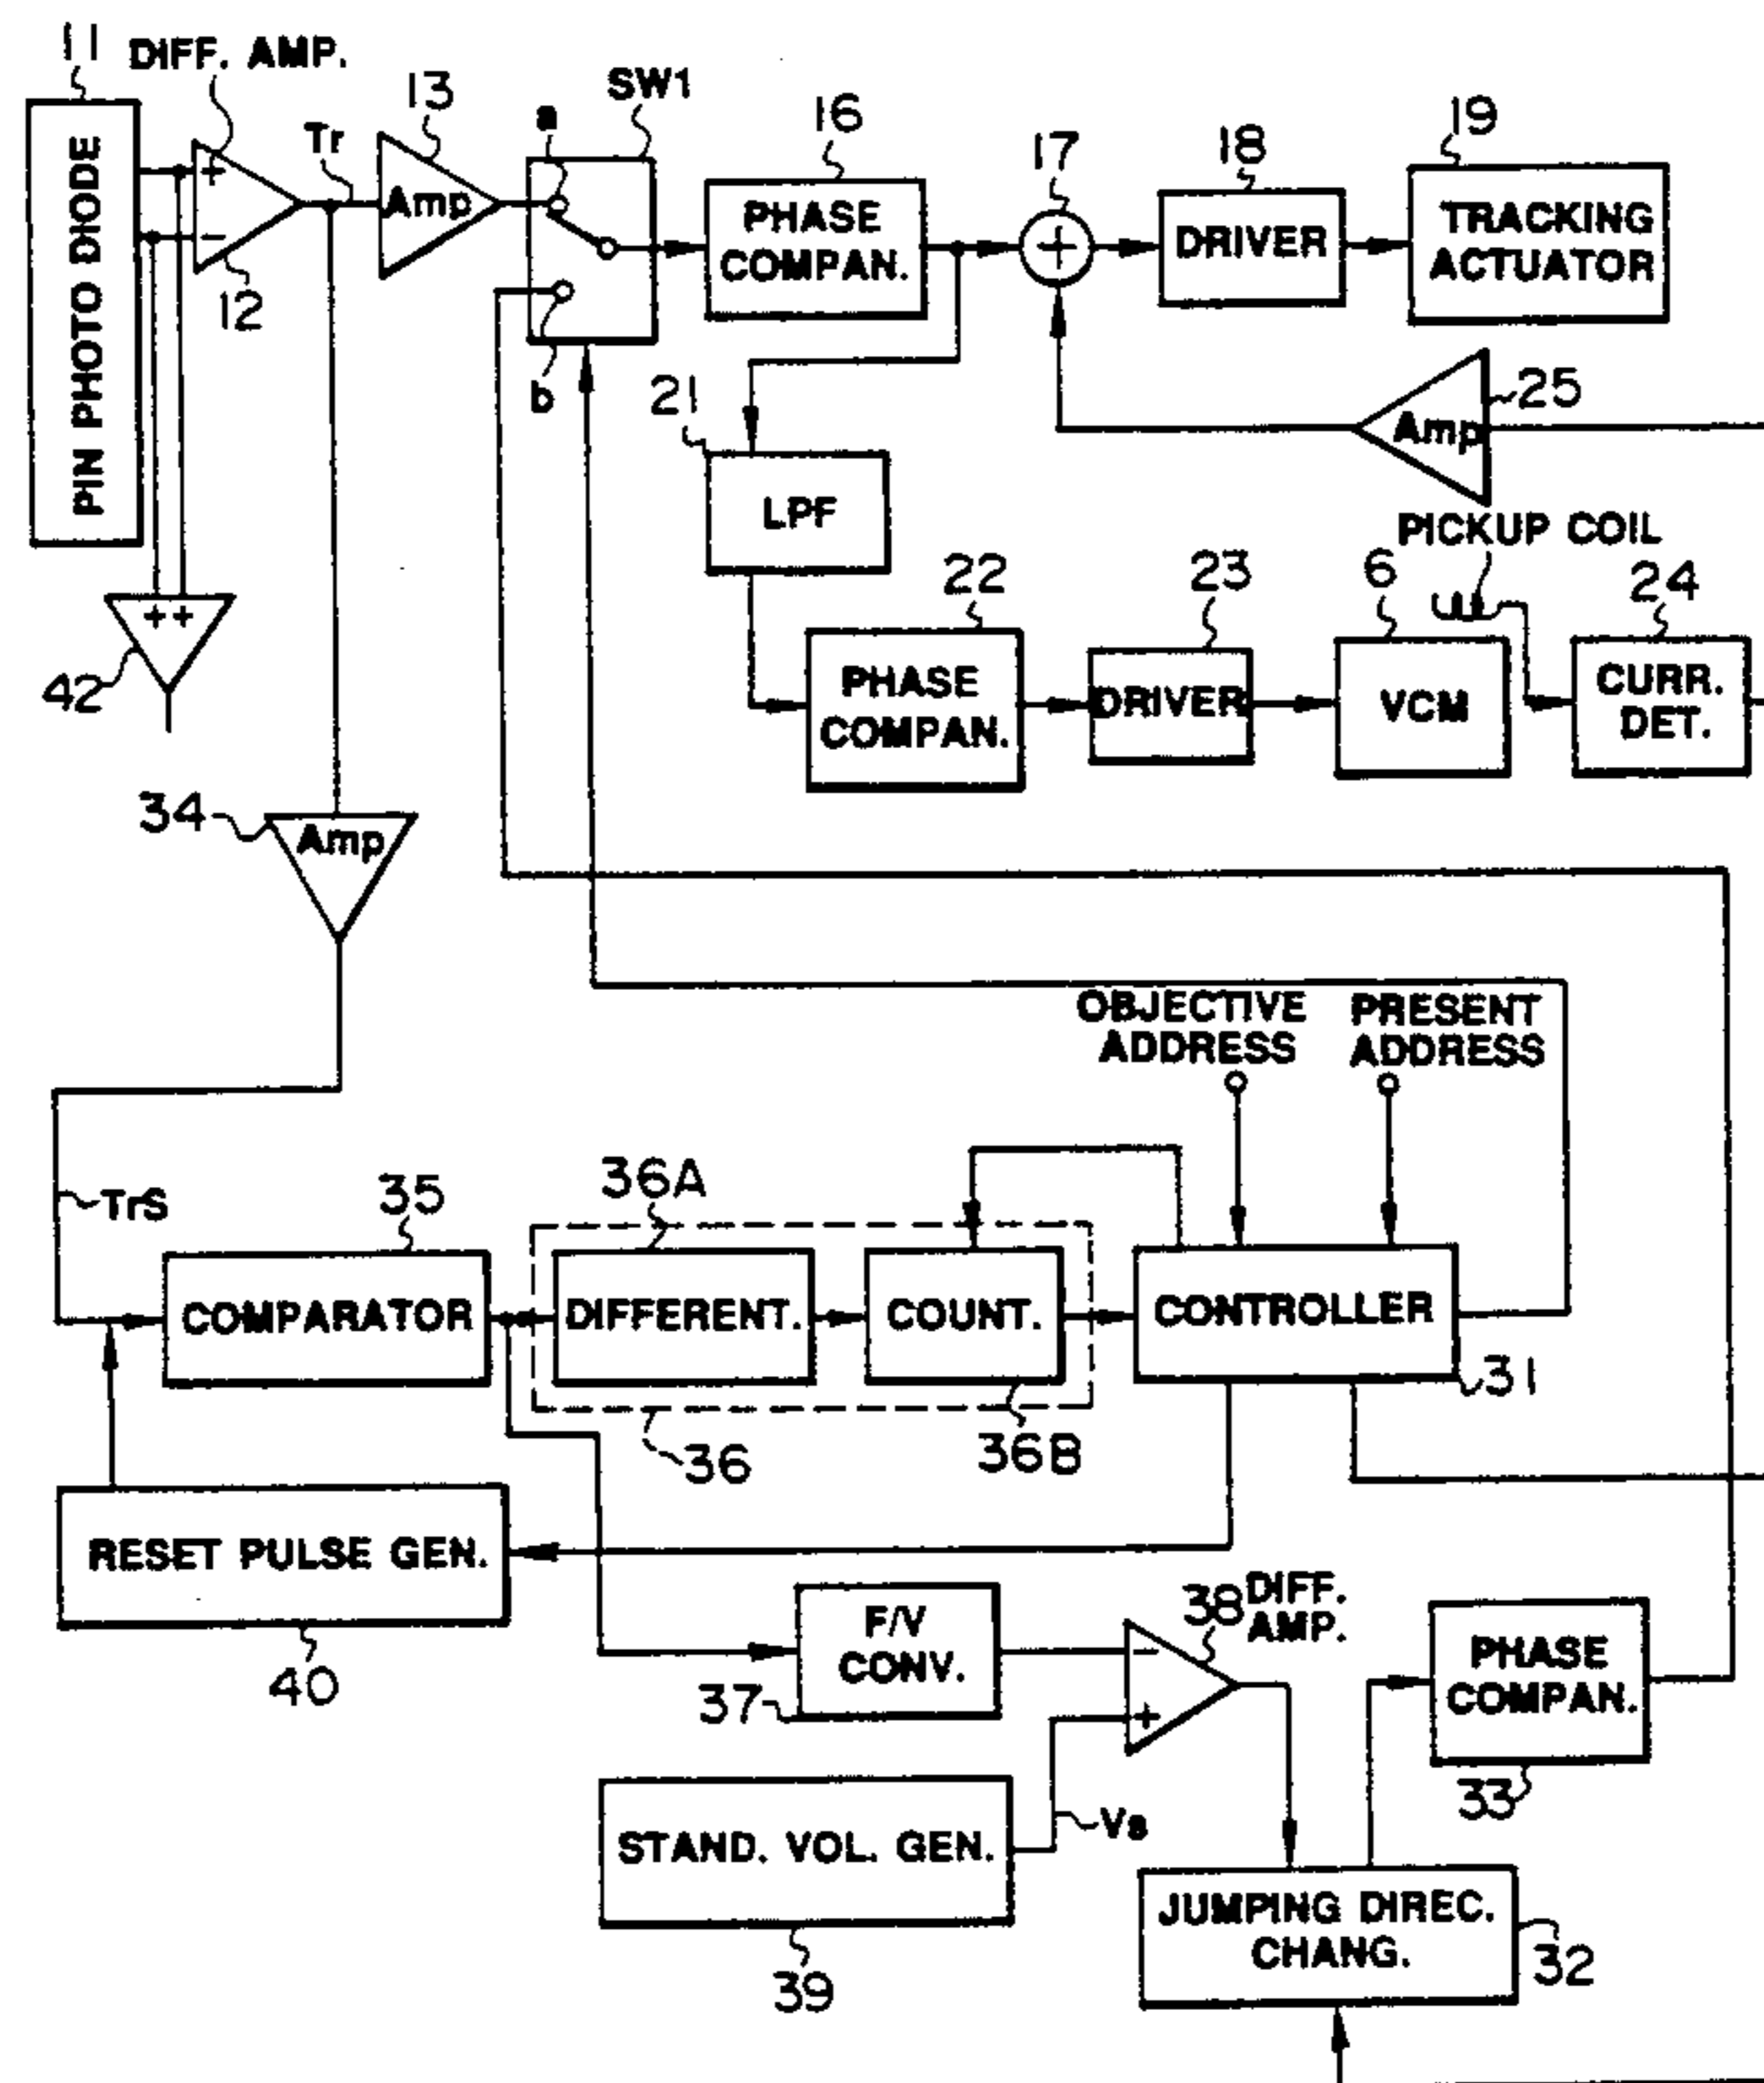 11
DIFF. AMP.
13
SW1
a
16
17
18
19
Tr
PIN PHOTO DIODE
+
−
Amp
PHASE
COMPAN.
+
DRIVER
TRACKING
ACTUATOR
12
b
21
25
Amp
LPF
PICKUP COIL
22
23
6
24
++
42
PHASE
COMPAN.
DRIVER
VCM
CURR.
DET.
34
Amp
OBJECTIVE
ADDRESS
PRESENT
ADDRESS
TrS
35
36A
COMPARATOR
DIFFERENT.
COUNT.
CONTROLLER
31
36
36B
RESET PULSE GEN.
40
F/V
CONV.
37
38
DIFF.
AMP.
−
+
PHASE
COMPAN.
33
STAND. VOL. GEN.
Vs
39
JUMPING DIREC.
CHANG.
32